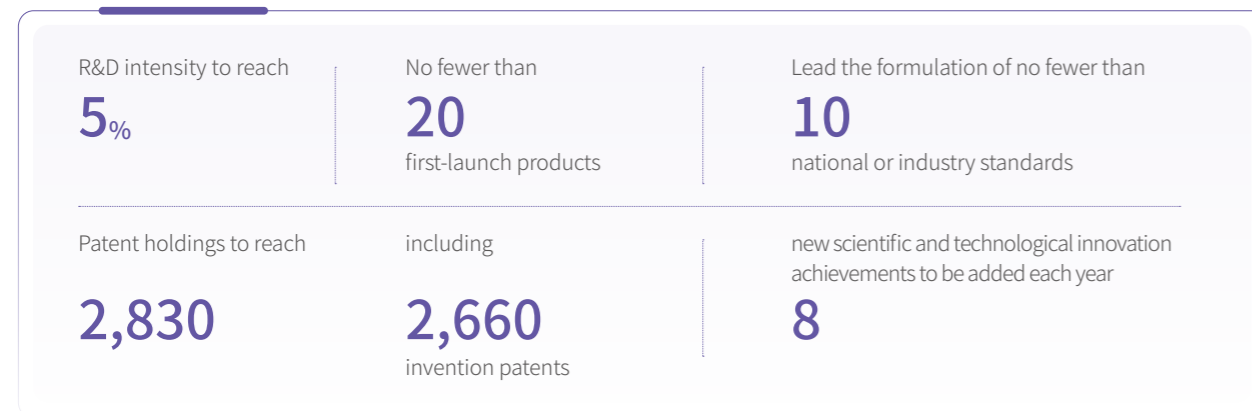 R&D intensity to reach
5%
No fewer than
20
first-launch products
Lead the formulation of no fewer than
10
national or industry standards
Patent holdings to reach
2,830
including
2,660
invention patents
new scientific and technological innovation
achievements to be added each year
8